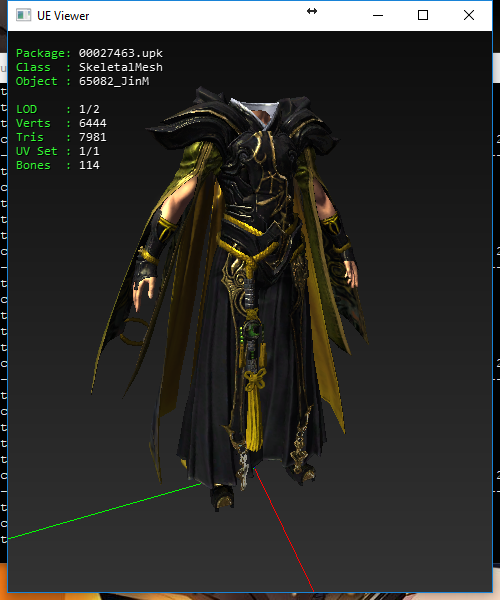 UE Viewer
Package: 00027463.upk
Class : SkeletalMesh
Object : 65082_JinM
LOD : 1/2
Verts : 6444
Tris : 7981
UV Set : 1/1
Bones : 114